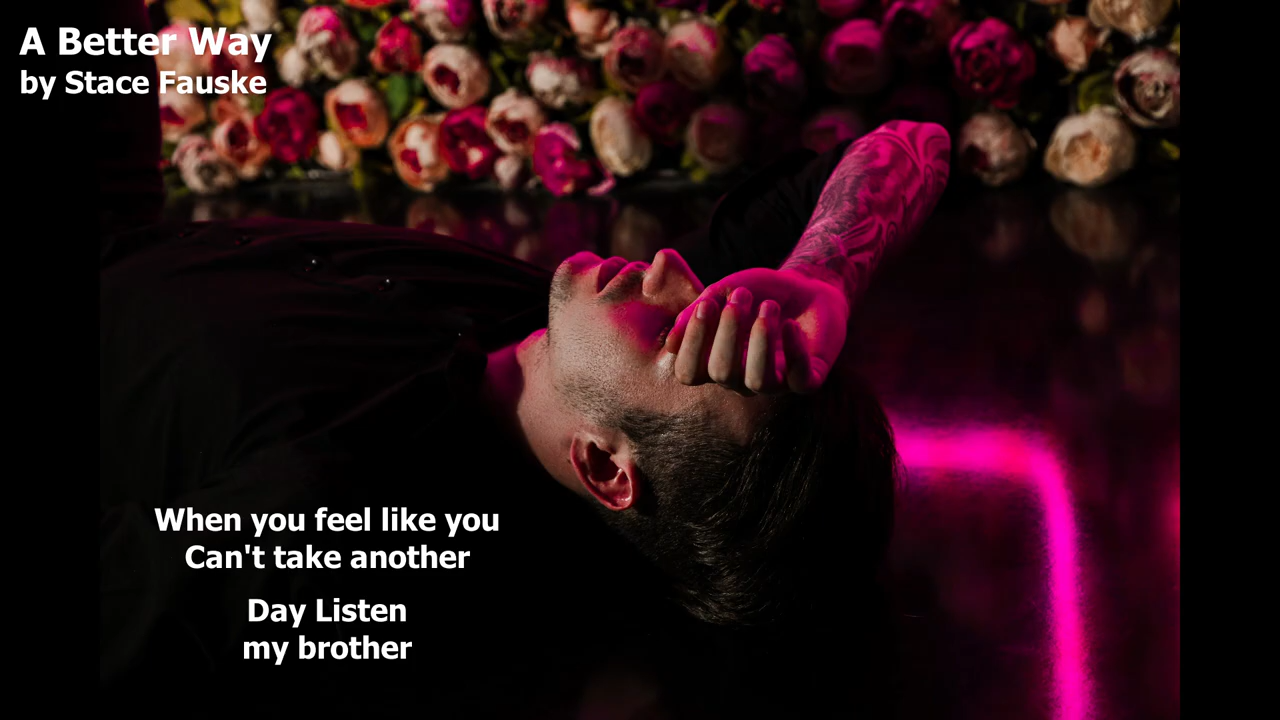 A Better Way
by Stace Fauske
When you feel like you
Can't take another
Day Listen
my brother